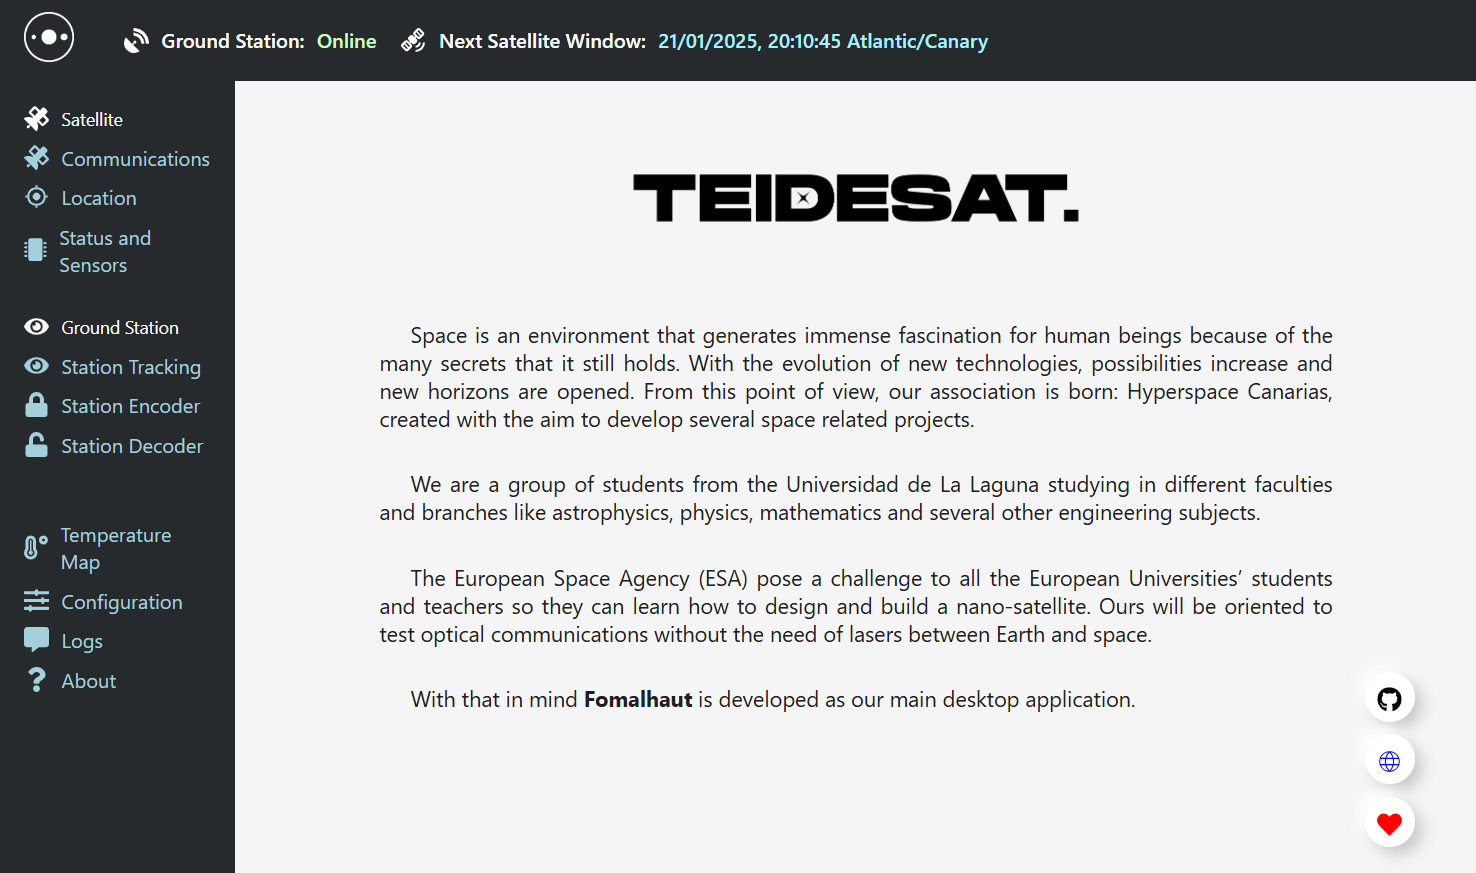 Ground Station: Online Next Satellite Window: 21/01/2025, 20:10:45 Atlantic/Canary
Satellite
Communications
Location
Status and
Sensors
Ground Station
Station Tracking
Station Encoder
Station Decoder
Temperature
Map
Configuration
Logs
About
TEIDESAT.
Space is an environment that generates immense fascination for human beings because of the
many secrets that it still holds. With the evolution of new technologies, possibilities increase and
new horizons are opened. From this point of view, our association is born: Hyperspace Canarias,
created with the aim to develop several space related projects.
We are a group of students from the Universidad de La Laguna studying in different faculties
and branches like astrophysics, physics, mathematics and several other engineering subjects.
The European Space Agency (ESA) pose a challenge to all the European Universities’ students
and teachers so they can learn how to design and build a nano-satellite. Ours will be oriented to
test optical communications without the need of lasers between Earth and space.
With that in mind Fomalhaut is developed as our main desktop application.